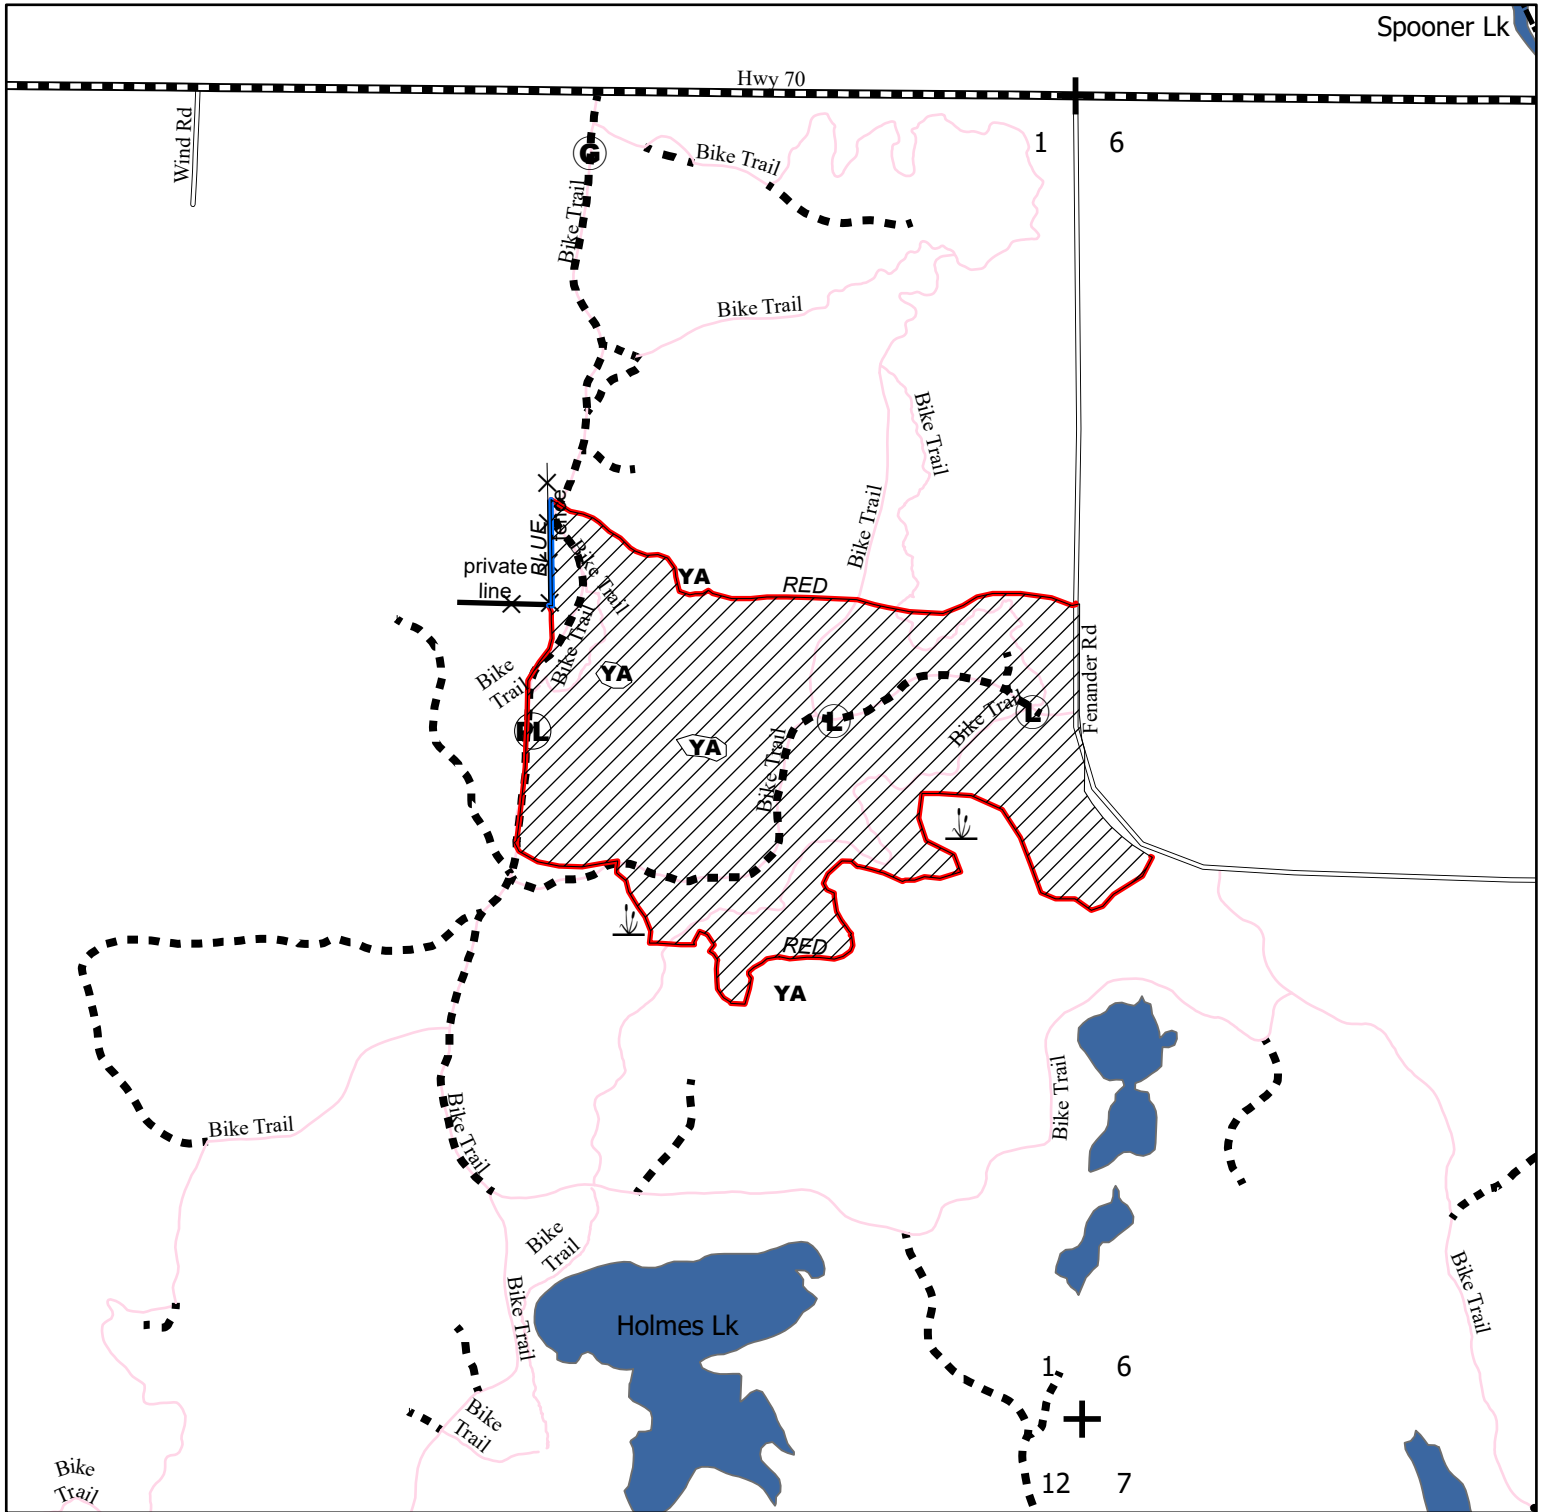 Spooner Lk
Hwy 70
Wind Rd
1 6
G
Bike Trail
Bike Trail
Bike Trail
Bike Trail
Bike Trail
fence
BLUE
private
line
Bike Trail
YA
RED
Bike Trail
Bike
Trail
YA
Fenander Rd
PL
YA
Bike Trail
L
Bike Trail
L
RED
YA
Bike Trail
Bike Trail
Bike Trail
Bike
Trail
Bike Trail
Holmes Lk
Bike Trail
1 6
Bike
Trail
Bike
Trail
12 7